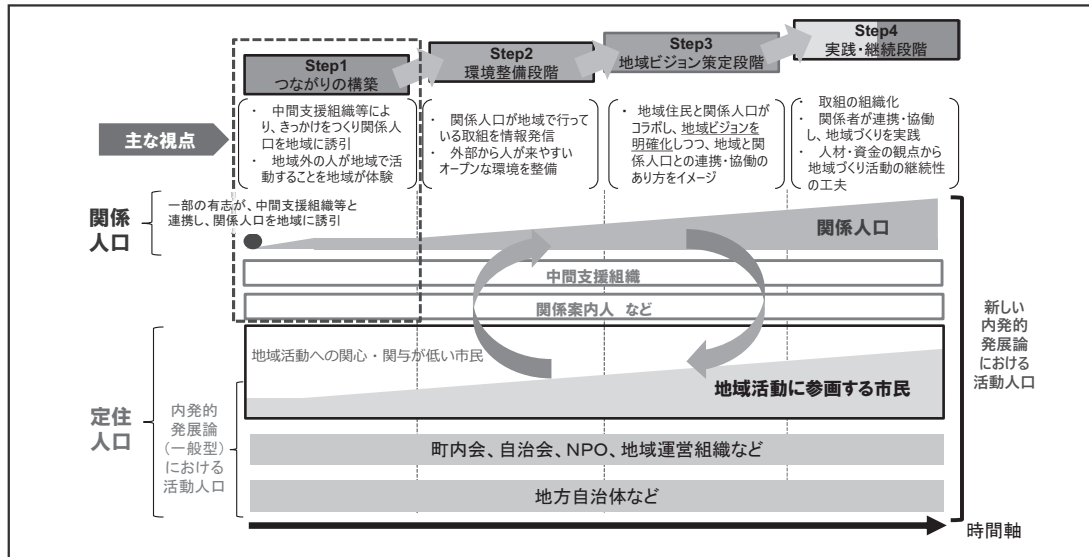 Step1
つながりの構築
Step2
環境整備段階
Step3
地域ビジョン策定段階
Step4
実践・継続段階
主な視点
・ 中間支援組織等によ
り、きっかけをつくり関係人
口を地域に誘引
・ 地域外の人が地域で活
動することを地域が体験
・ 関係人口が地域で行っ
ている取組を情報発信
・ 外部から人が来やすい
オープンな環境を整備
・ 地域住民と関係人口が
コラボし、地域ビジョンを
明確化しつつ、地域と関
係人口との連携・協働の
あり方をイメージ
・ 取組の組織化
・ 関係者が連携・協働
し、地域づくりを実践
・ 人材・資金の観点から
地域づくり活動の継続性
の工夫
関係
人口
一部の有志が、中間支援組織等と
連携し、関係人口を地域に誘引
関係人口
中間支援組織
関係案内人 など
地域活動への関心・関与が低い市民
地域活動に参画する市民
定住
人口
内発的
発展論
（一般型）
における
活動人口
町内会、自治会、NPO、地域運営組織など
地方自治体など
新しい
内発的
発展論
における
活動人口
時間軸